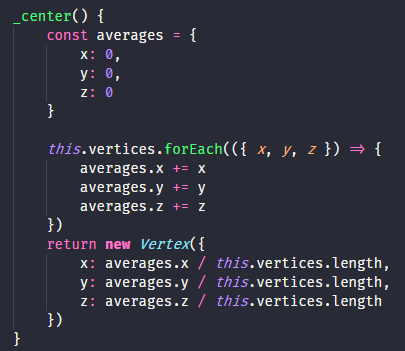 _center() {
    const averages = {
        x: 0,
        y: 0,
        z: 0
    }

    this.vertices.forEach(({ x, y, z }) => {
        averages.x += x
        averages.y += y
        averages.z += z
    })
    return new Vertex({
        x: averages.x / this.vertices.length,
        y: averages.y / this.vertices.length,
        z: averages.z / this.vertices.length
    })
}